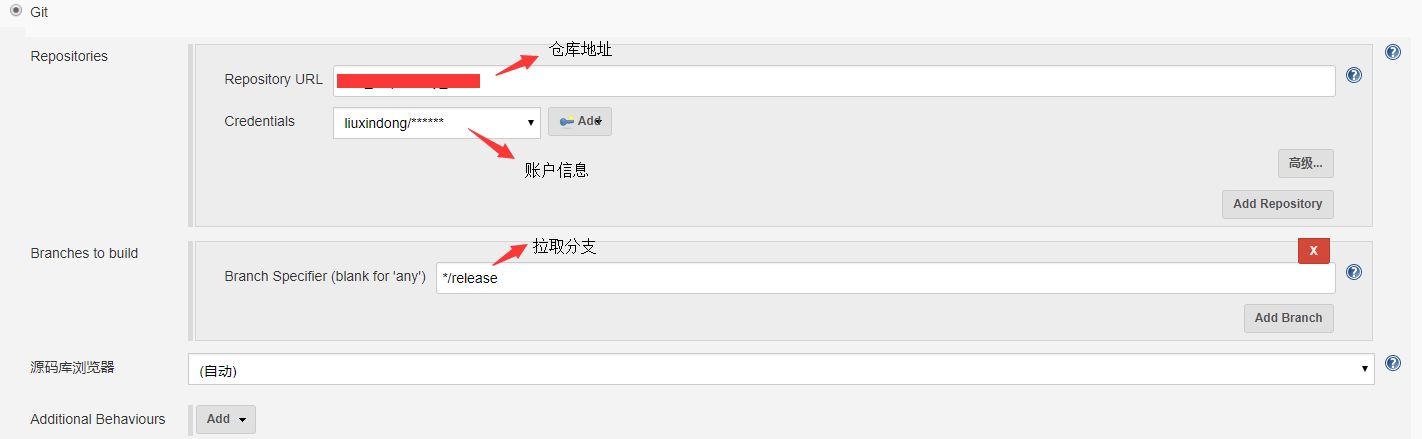 Git
Repositories
仓库地址
Repository URL
Credentials
liuxindong/******
Add
账户信息
高级...
Add Repository
Branches to build
拉取分支
X
Branch Specifier (blank for 'any')
*/release
Add Branch
源码库浏览器
(自动)
Additional Behaviours
Add